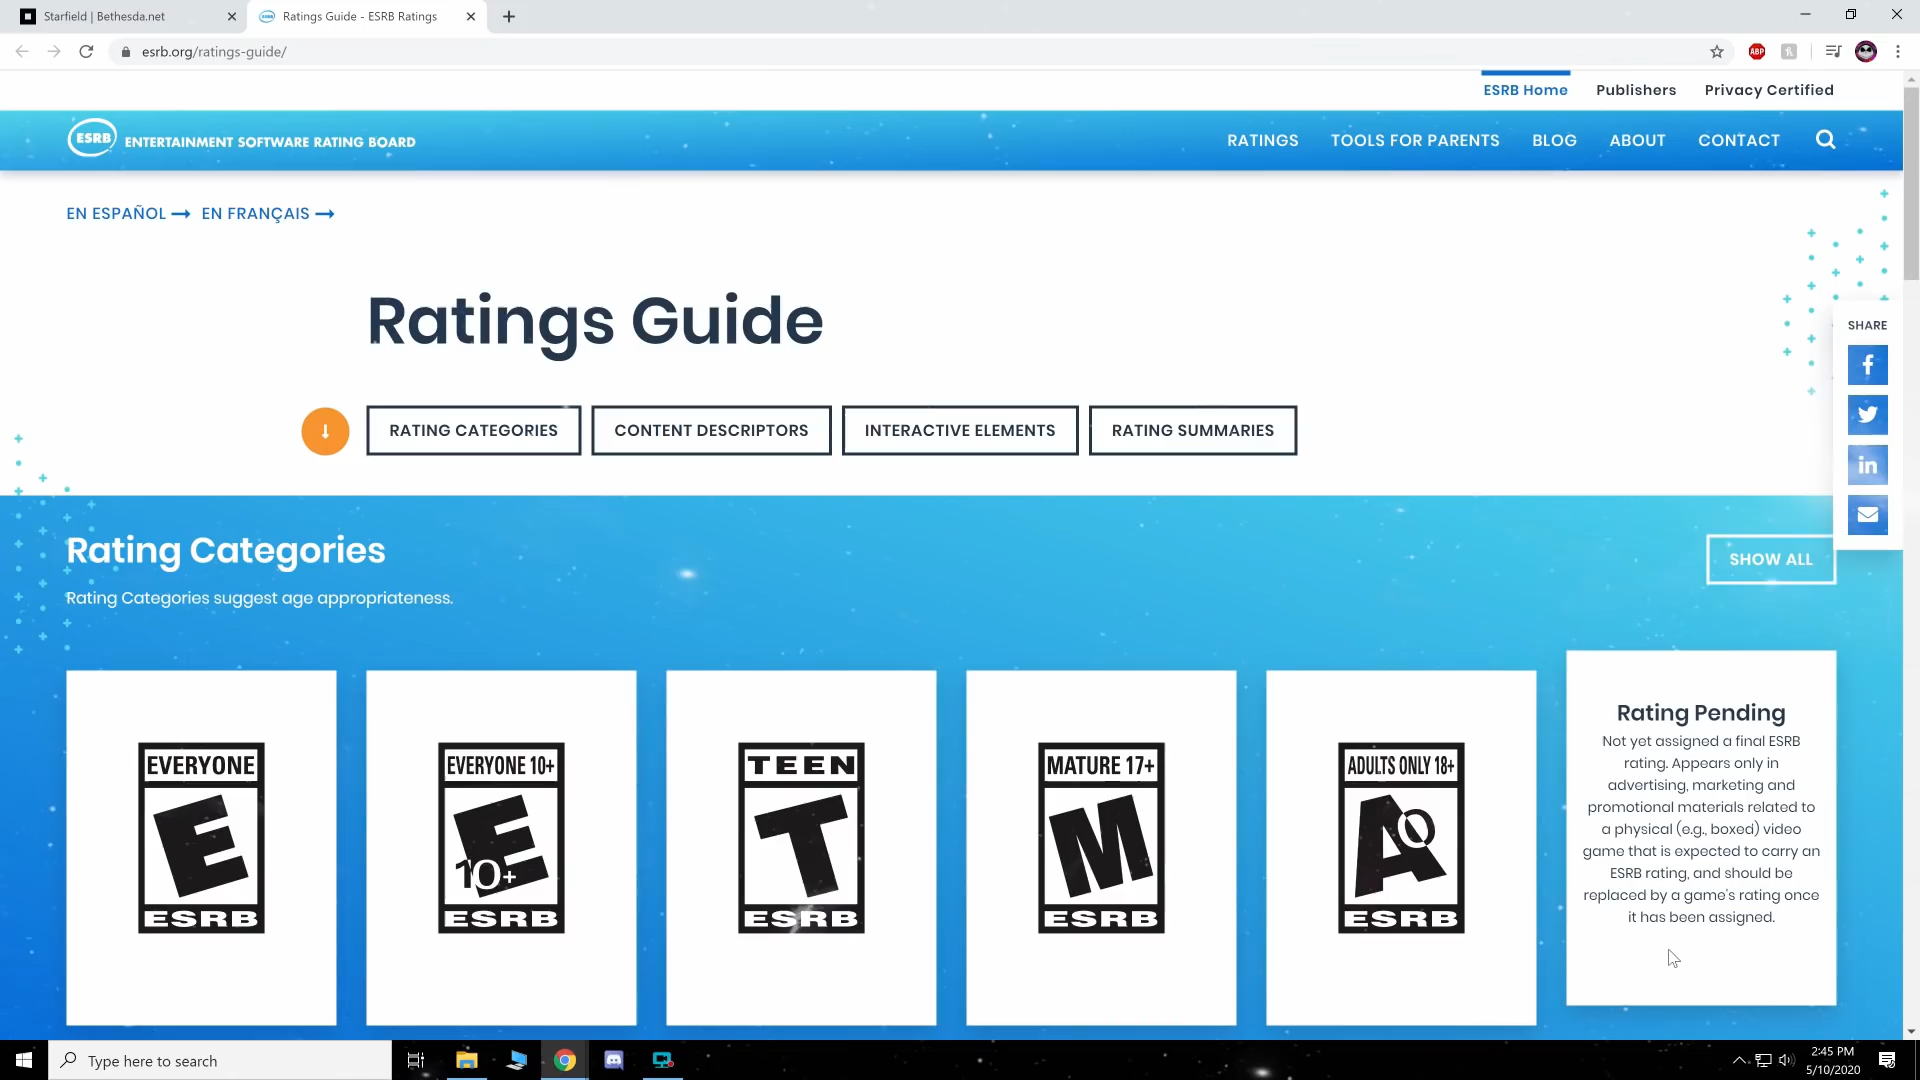 Starfield | Bethesda.net
Ratings Guide - ESRB Ratings
esrb.org/ratings-guide/
ABP
ESRB Home
Publishers
Privacy Certified
ESRB
ENTERTAINMENT SOFTWARE RATING BOARD
RATINGS
TOOLS FOR PARENTS
BLOG
ABOUT
CONTACT
EN ESPAÑOL
EN FRANÇAIS
Ratings Guide
SHARE
RATING CATEGORIES
CONTENT DESCRIPTORS
INTERACTIVE ELEMENTS
RATING SUMMARIES
Rating Categories
SHOW ALL
Rating Categories suggest age appropriateness.
EVERYONE
E
ESRB
EVERYONE 10+
E
10+
ESRB
TEEN
T
ESRB
MATURE 17+
M
ESRB
ADULTS ONLY 18+
AO
ESRB
Rating Pending
Not yet assigned a final ESRB
rating. Appears only in
advertising, marketing and
promotional materials related to
a physical (e.g., boxed) video
game that is expected to carry an
ESRB rating, and should be
replaced by a game's rating once
it has been assigned.
Type here to search
2:45 PM
5/10/2020